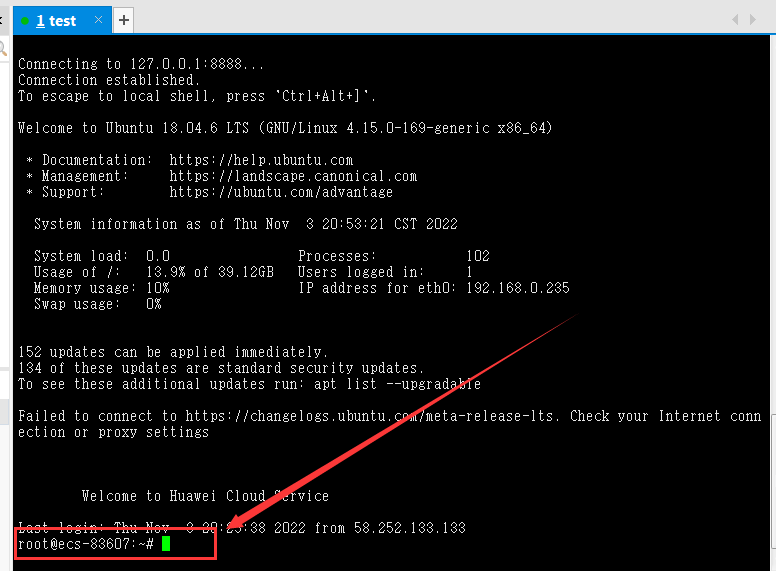 1 test
Connecting to 127.0.0.1:8888...
Connection established.
To escape to local shell, press 'Ctrl+Alt+]'.
Welcome to Ubuntu 18.04.6 LTS (GNU/Linux 4.15.0-169-generic x86_64)
* Documentation:  https://help.ubuntu.com
* Management:     https://landscape.canonical.com
* Support:        https://ubuntu.com/advantage
System information as of Thu Nov  3 20:53:21 CST 2022
System load:  0.0                Processes:           102
Usage of /:   13.9% of 39.12GB   Users logged in:     1
Memory usage: 10%                IP address for eth0: 192.168.0.235
Swap usage:   0%
152 updates can be applied immediately.
134 of these updates are standard security updates.
To see these additional updates run: apt list --upgradable
Failed to connect to https://changelogs.ubuntu.com/meta-release-lts. Check your Internet conn
ection or proxy settings
Welcome to Huawei Cloud Service
Last login: Thu Nov  3 20:23:38 2022 from 58.252.133.133
root@ecs-83607:~#